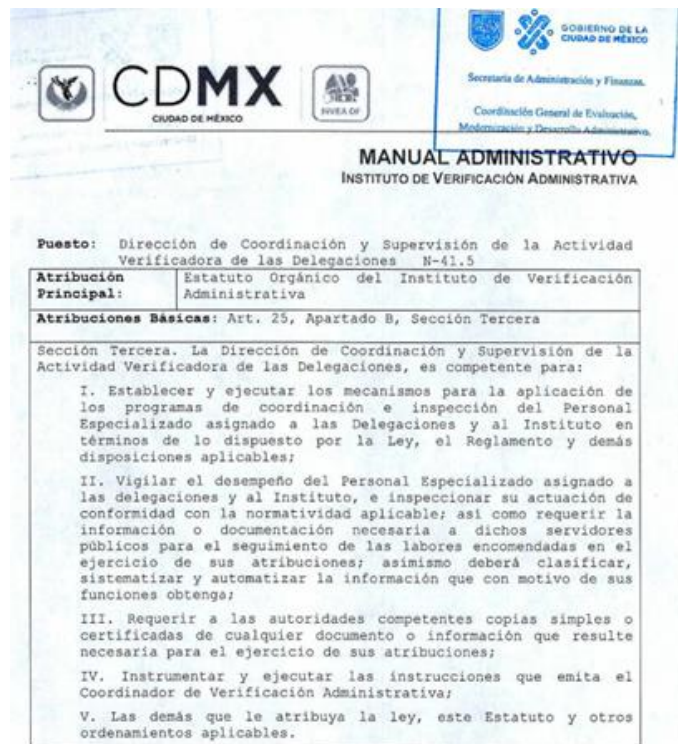 GOBIERNO DE LA
CIUDAD DE MÉXICO
Secretaría de Administración y Finanzas.
Coordinación General de Evaluación,
Modernización y Desarrollo Administrativo.
CDMX
CIUDAD DE MÉXICO
INVEA DF
MANUAL ADMINISTRATIVO
INSTITUTO DE VERIFICACIÓN ADMINISTRATIVA
Puesto: Dirección de Coordinación y Supervisión de la Actividad
Verificadora de las Delegaciones N-41.5
Atribución Principal: Estatuto Orgánico del Instituto de Verificación
Administrativa
Atribuciones Básicas: Art. 25, Apartado B, Sección Tercera
Sección Tercera. La Dirección de Coordinación y Supervisión de la
Actividad Verificadora de las Delegaciones, es competente para:
I. Establecer y ejecutar los mecanismos para la aplicación de
los programas de coordinación e inspección del Personal
Especializado asignado a las Delegaciones y al Instituto en
términos de lo dispuesto por la Ley, el Reglamento y demás
disposiciones aplicables;
II. Vigilar el desempeño del Personal Especializado asignado a
las delegaciones y al Instituto, e inspeccionar su actuación de
conformidad con la normatividad aplicable; así como requerir la
información o documentación necesaria a dichos servidores
públicos para el seguimiento de las labores encomendadas en el
ejercicio de sus atribuciones; asimismo deberá clasificar,
sistematizar y automatizar la información que con motivo de sus
funciones obtenga;
III. Requerir a las autoridades competentes copias simples o
certificadas de cualquier documento o información que resulte
necesaria para el ejercicio de sus atribuciones;
IV. Instrumentar y ejecutar las instrucciones que emita el
Coordinador de Verificación Administrativa;
V. Las demás que le atribuya la ley, este Estatuto y otros
ordenamientos aplicables.